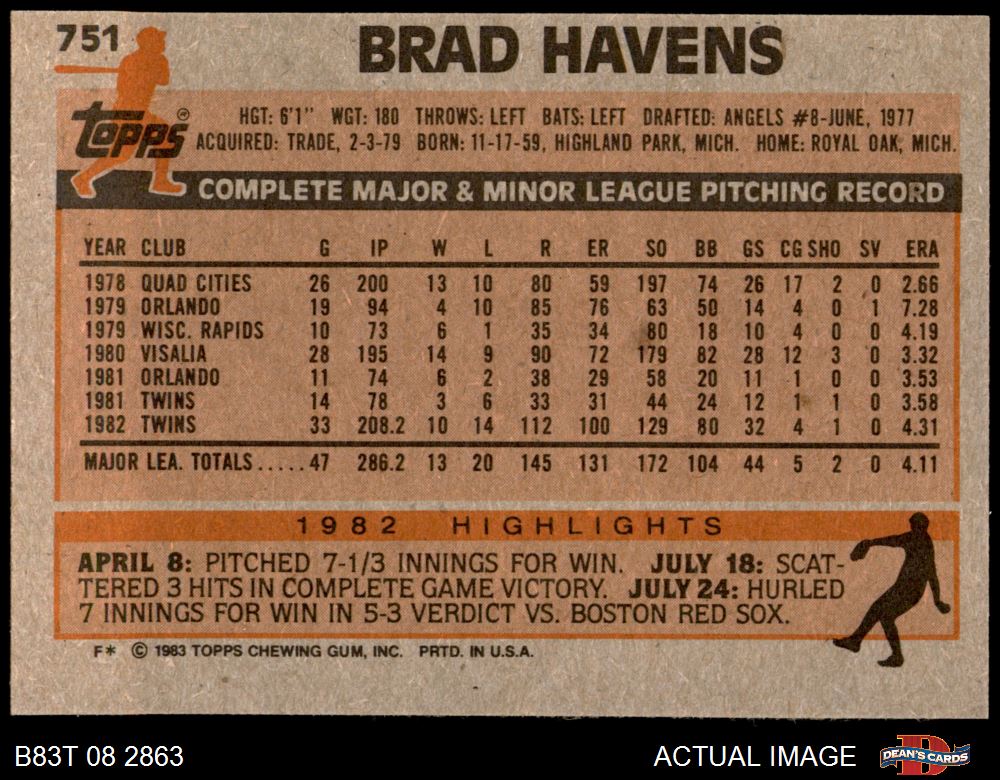 751
BRAD HAVENS
Topps®
HGT: 6'1" WGT: 180 THROWS: LEFT BATS: LEFT DRAFTED: ANGELS #8-JUNE, 1977
ACQUIRED: TRADE, 2-3-79 BORN: 11-17-59, HIGHLAND PARK, MICH. HOME: ROYAL OAK, MICH.
COMPLETE MAJOR & MINOR LEAGUE PITCHING RECORD
YEAR CLUB G IP W L R ER SO BB GS CG SHO SV ERA
1978 QUAD CITIES 26 200 13 10 80 59 197 74 26 17 2 0 2.66
1979 ORLANDO 19 94 4 10 85 76 63 50 14 4 0 1 7.28
1979 WISC. RAPIDS 10 73 6 1 35 34 80 18 10 4 0 0 4.19
1980 VISALIA 28 195 14 9 90 72 179 82 28 12 3 0 3.32
1981 ORLANDO 11 74 6 2 38 29 58 20 11 1 0 0 3.53
1981 TWINS 14 78 3 6 33 31 44 24 12 1 1 0 3.58
1982 TWINS 33 208.2 10 14 112 100 129 80 32 4 1 0 4.31
MAJOR LEA. TOTALS.....47 286.2 13 20 145 131 172 104 44 5 2 0 4.11
1982 HIGHLIGHTS
APRIL 8: PITCHED 7-1/3 INNINGS FOR WIN. JULY 18: SCAT-
TERED 3 HITS IN COMPLETE GAME VICTORY. JULY 24: HURLED
7 INNINGS FOR WIN IN 5-3 VERDICT VS. BOSTON RED SOX.
F* © 1983 TOPPS CHEWING GUM, INC. PRTD. IN U.S.A.
B83T 08 2863 ACTUAL IMAGE D DEAN'S CARDS